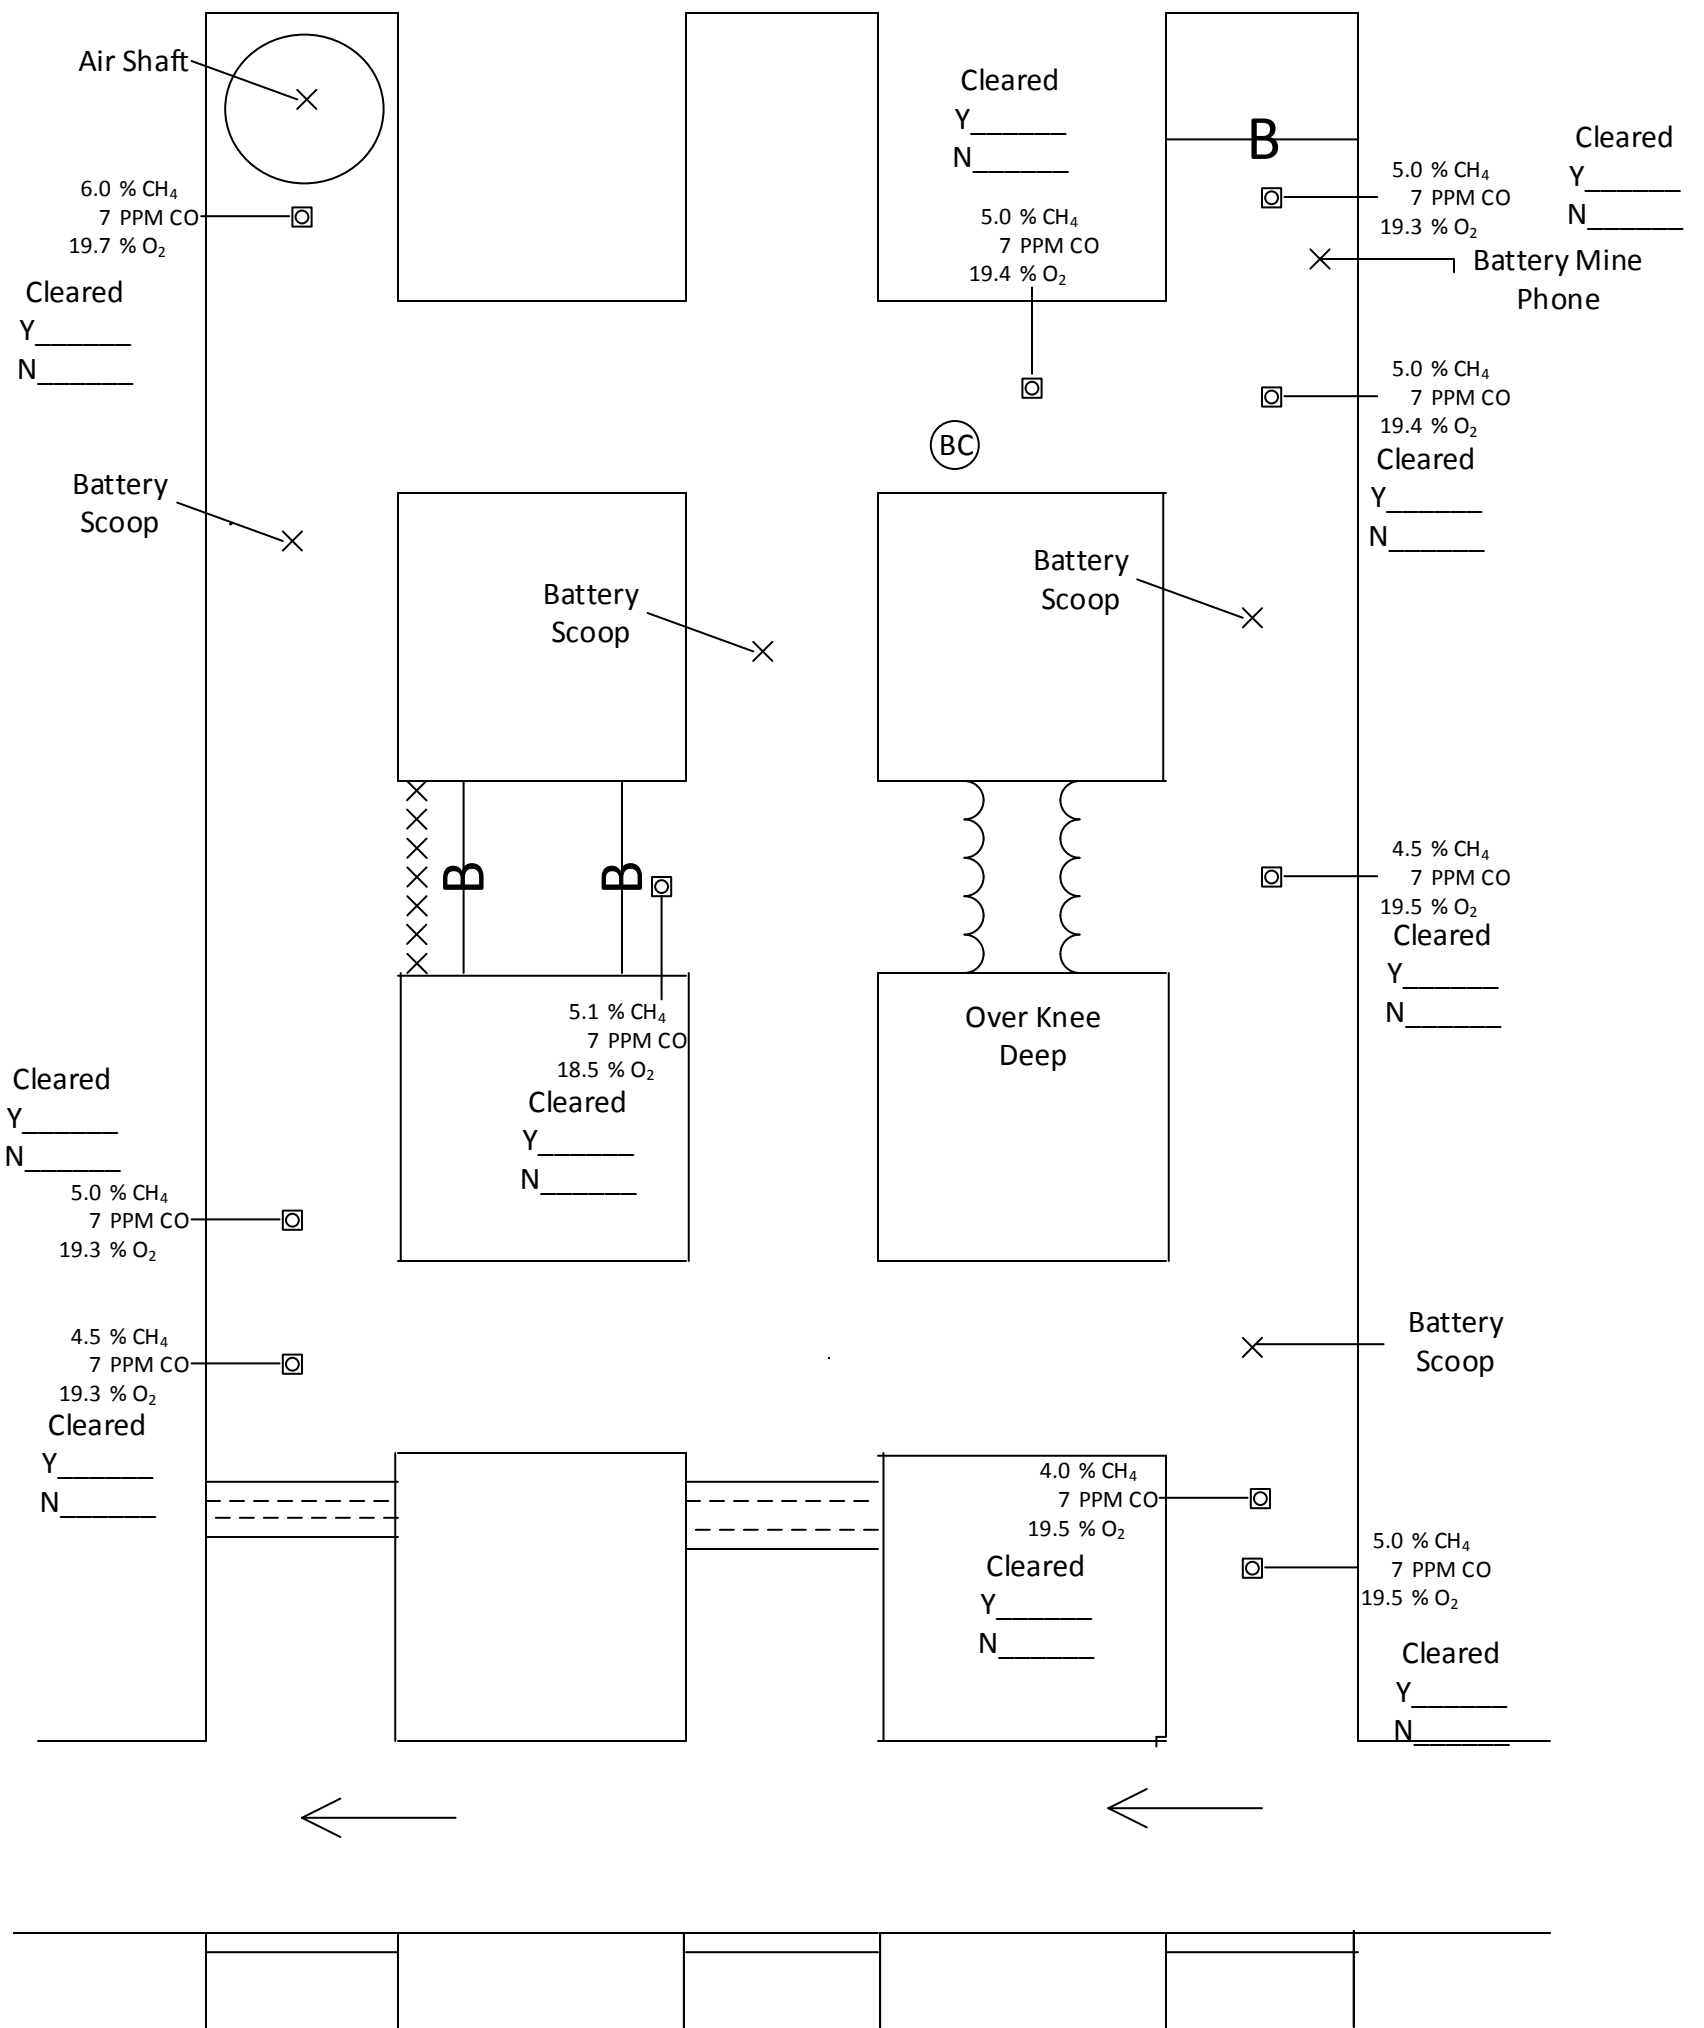 Air Shaft
6.0 % CH₄
7 PPM CO
19.7 % O₂
Cleared
Y______
N______
Cleared
Y______
N______
5.0 % CH₄
7 PPM CO
19.4 % O₂
B
5.0 % CH₄
7 PPM CO
19.3 % O₂
Cleared
Y______
N______
Battery Mine
Phone
5.0 % CH₄
7 PPM CO
19.4 % O₂
Cleared
Y______
N______
BC
Battery
Scoop
Battery
Scoop
Battery
Scoop
B
B
4.5 % CH₄
7 PPM CO
19.5 % O₂
Cleared
Y______
N______
5.1 % CH₄
7 PPM CO
18.5 % O₂
Cleared
Y______
N______
Over Knee
Deep
Cleared
Y______
N______
5.0 % CH₄
7 PPM CO
19.3 % O₂
4.5 % CH₄
7 PPM CO
19.3 % O₂
Cleared
Y______
N______
Battery
Scoop
4.0 % CH₄
7 PPM CO
19.5 % O₂
Cleared
Y______
N______
5.0 % CH₄
7 PPM CO
19.5 % O₂
Cleared
Y______
N______